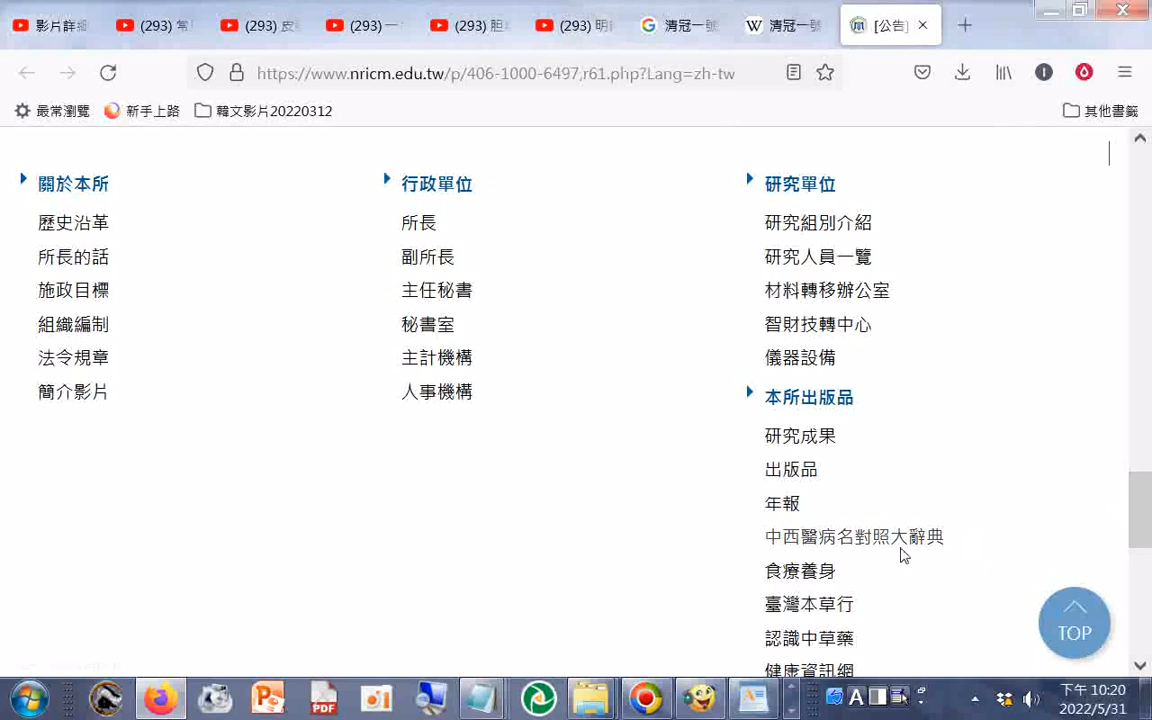 影片詳細
(293) 常
(293) 皮
(293) 一
(293) 胆
(293) 明
清冠一號
清冠一號
[公告]
https://www.nricm.edu.tw/p/406-1000-6497,r61.php?Lang=zh-tw
最常瀏覽
新手上路
韓文影片20220312
其他書籤
關於本所
歷史沿革
所長的話
施政目標
組織編制
法令規章
簡介影片
行政單位
所長
副所長
主任秘書
秘書室
主計機構
人事機構
研究單位
研究組別介紹
研究人員一覽
材料轉移辦公室
智財技轉中心
儀器設備
本所出版品
研究成果
出版品
年報
中西醫病名對照大辭典
食療養身
臺灣本草行
認識中草藥
健康資訊網
TOP
下午 10:20
2022/5/31